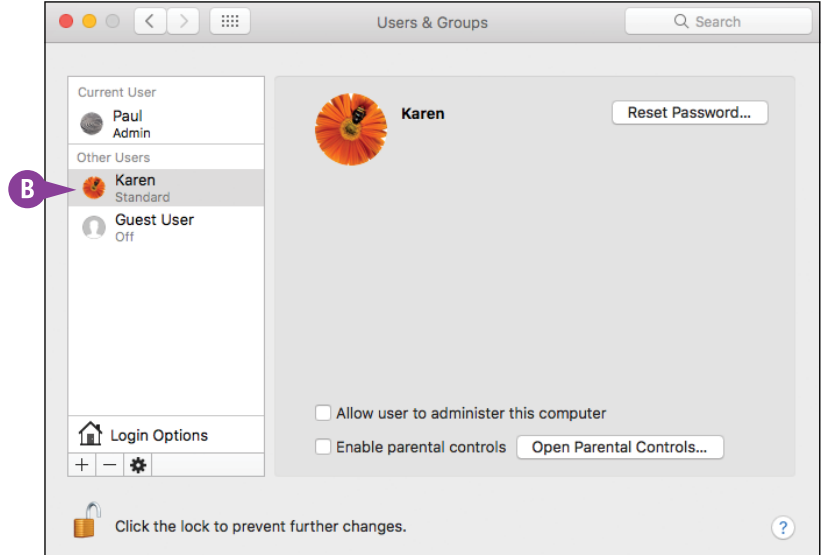 Users & Groups
Search
Current User
Paul
Admin
Other Users
Karen
Standard
Guest User
Off
Login Options
B
Karen
Reset Password...
Allow user to administer this computer
Enable parental controls
Open Parental Controls...
Click the lock to prevent further changes.
?